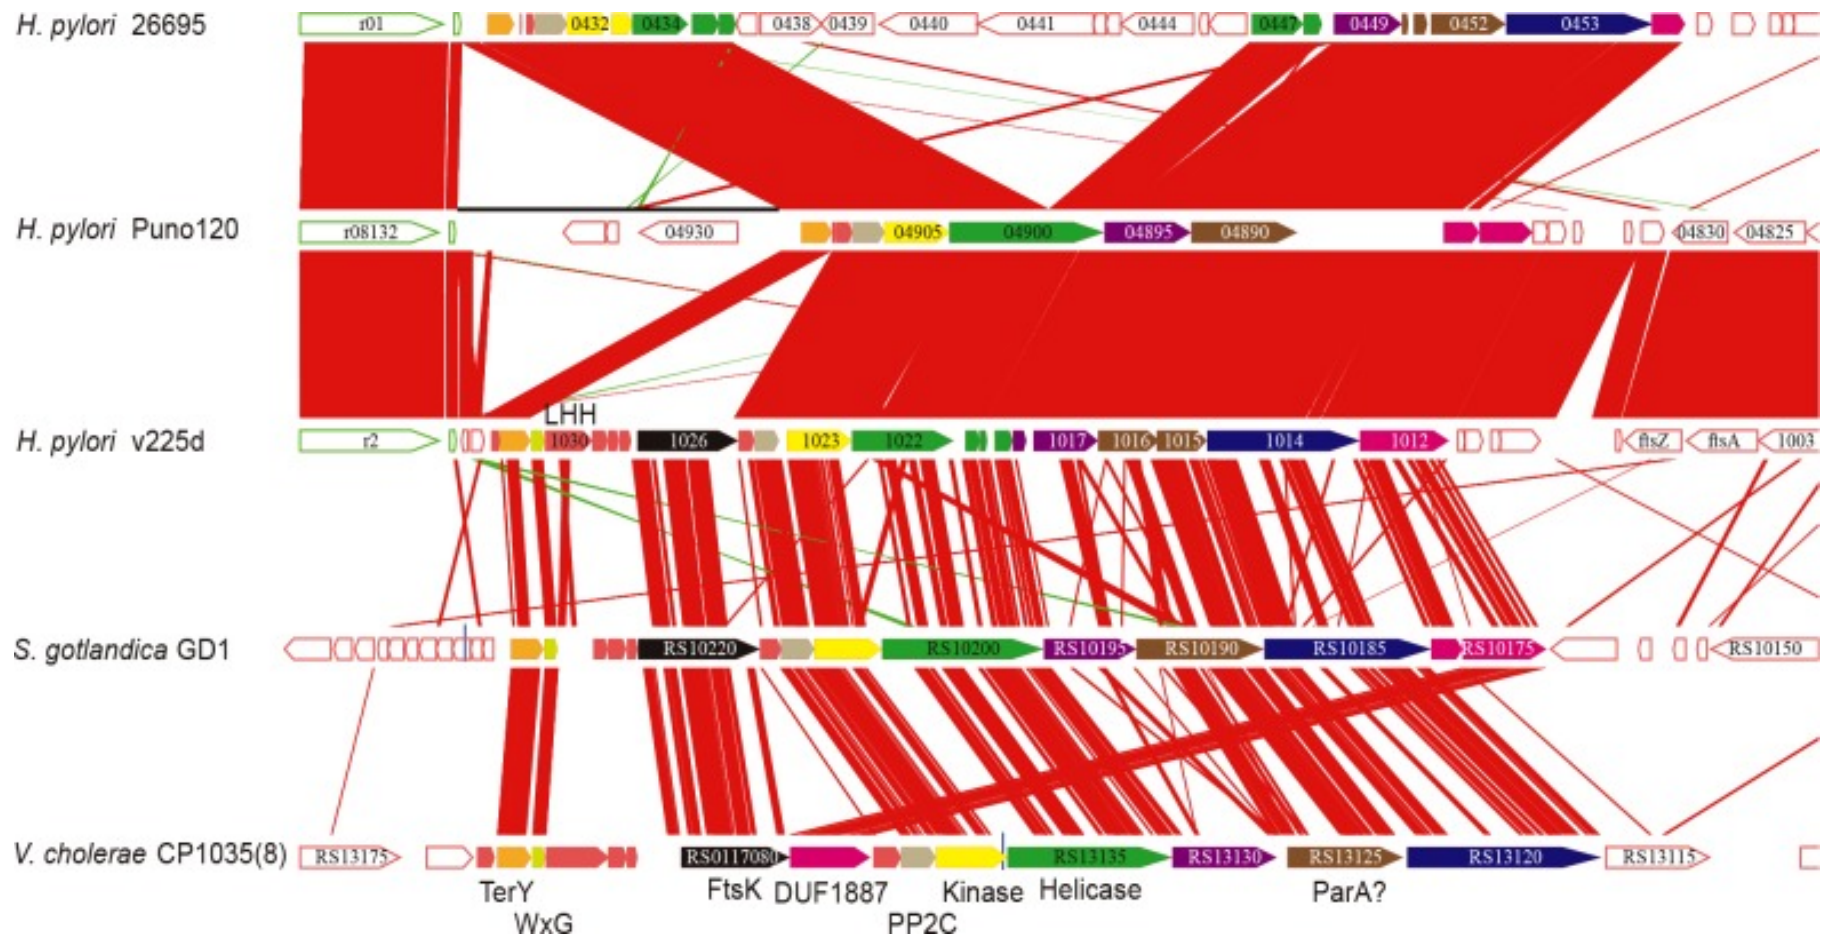 H. pylori 26695 r01 0432 0434 0438 0439 0440 0441 0444 0447 0449 0452 0453
H. pylori Puno120 r08132 04930 04905 04900 04895 04890 04830 04825
LHH
H. pylori v225d r2 1030 1026 1023 1022 1017 1016 1015 1014 1012 ftsZ ftsA 1003
S. gotlandica GD1 RS10220 RS10200 RS10195 RS10190 RS10185 RS10175 RS10150
V. cholerae CP1035(8) RS13175 RS0117080 RS13135 RS13130 RS13125 RS13120 RS13115
TerY FtsK DUF1887 Kinase Helicase ParA?
WxG PP2C